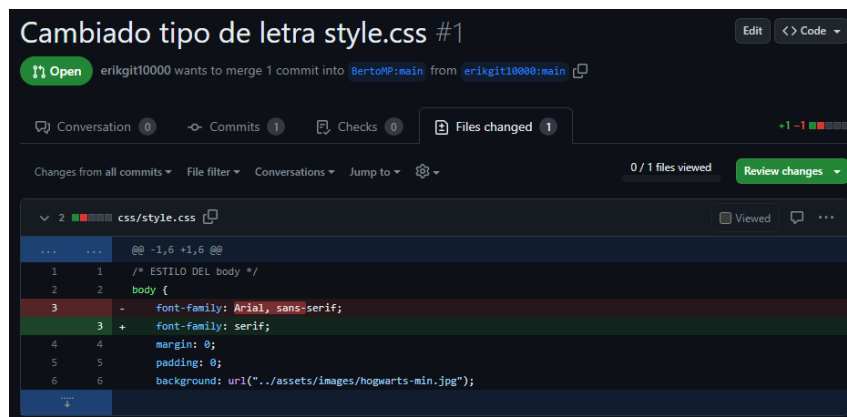 Cambiado tipo de letra style.css #1
Edit <> Code
Open erikgit10000 wants to merge 1 commit into BertoMP:main from erikgit10000:main
Conversation 0 Commits 1 Checks 0 Files changed 1 +1 −1
Changes from all commits File filter Conversations Jump to 0 / 1 files viewed Review changes
2 css/style.css Viewed ...
... ... @@ -1,6 +1,6 @@
1 1 /* ESTILO DEL body */
2 2 body {
3 - font-family: Arial, sans-serif;
3 + font-family: serif;
4 4 margin: 0;
5 5 padding: 0;
6 6 background: url("../assets/images/hogwarts-min.jpg");